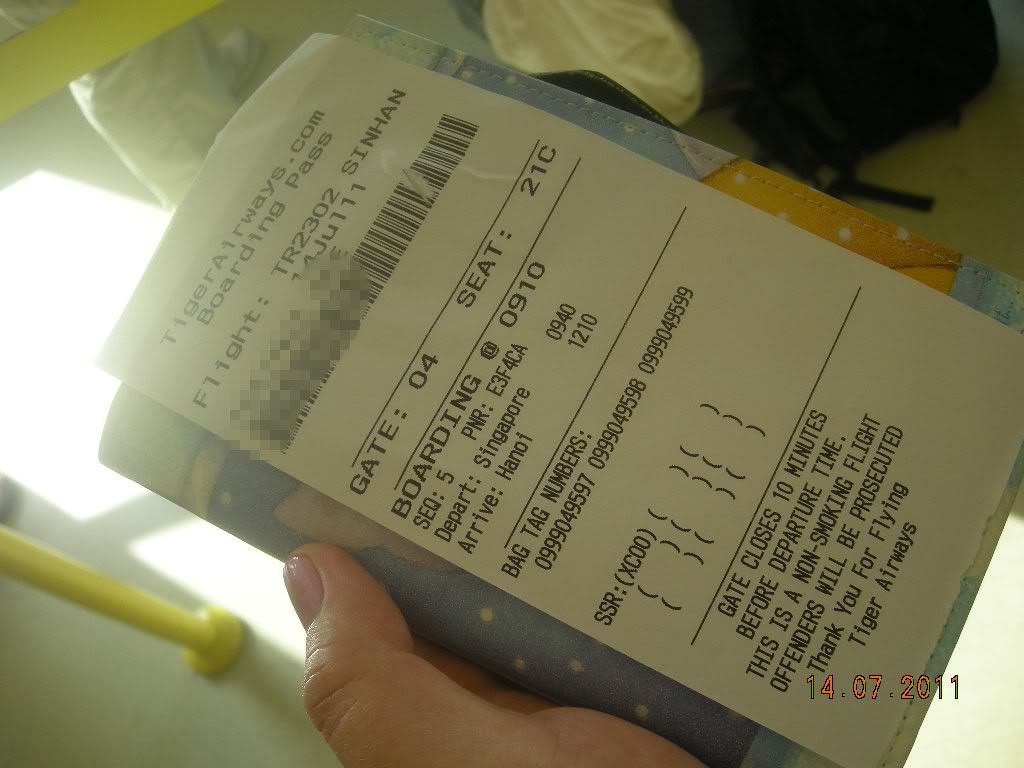 TigerAirways.com
Boarding Pass
Flight: TR2302 SINHAN
14Jul11
GATE: 04 SEAT: 21C
BOARDING @ 0910
SEQ: 5 PNR: E3F4CA
Depart: Singapore 0940
Arrive: Hanoi 1210
BAG TAG NUMBERS:
0999049597 0999049598 0999049599
SSR:(XC00)( )( )
( )( )( )
GATE CLOSES 10 MINUTES
BEFORE DEPARTURE TIME.
THIS IS A NON-SMOKING FLIGHT
OFFENDERS WILL BE PROSECUTED
Thank You For Flying
Tiger Airways
14.07.2011